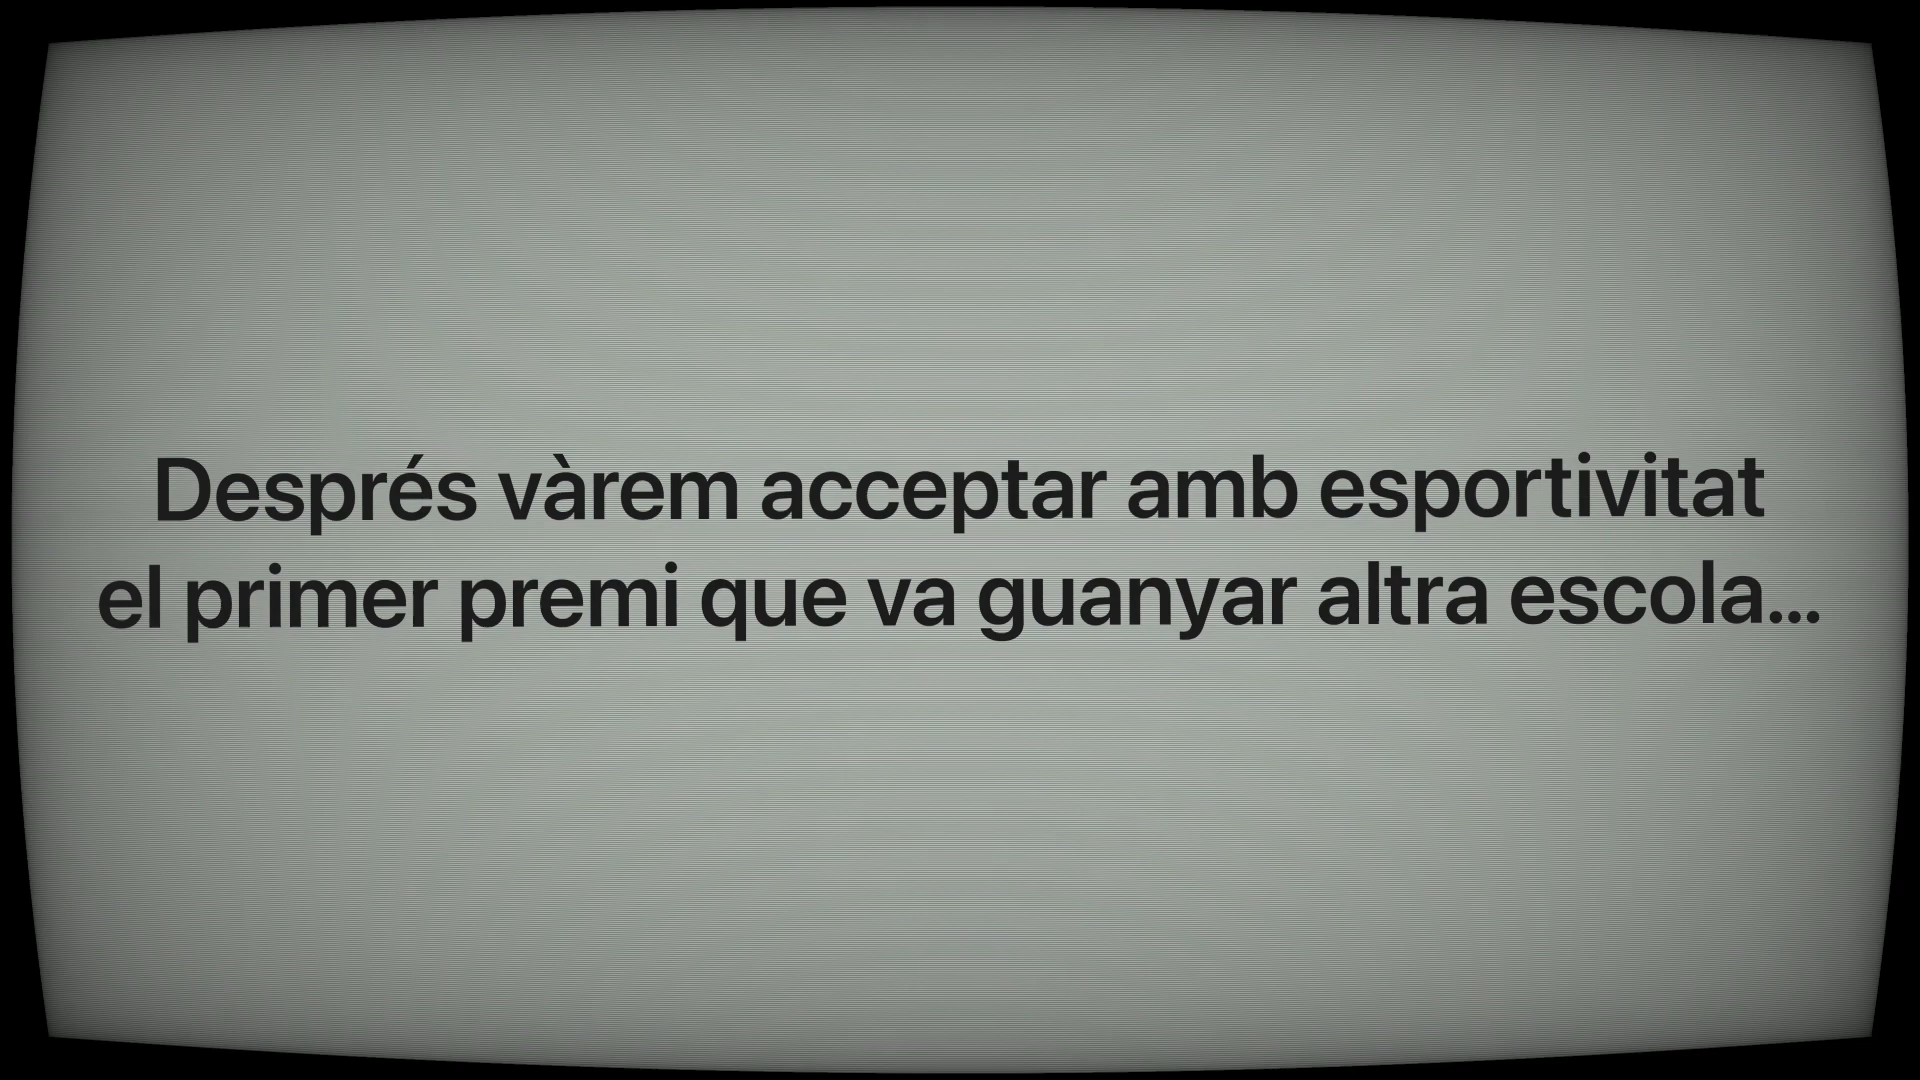 Després vàrem acceptar amb esportivitat
el primer premi que va guanyar altra escola...